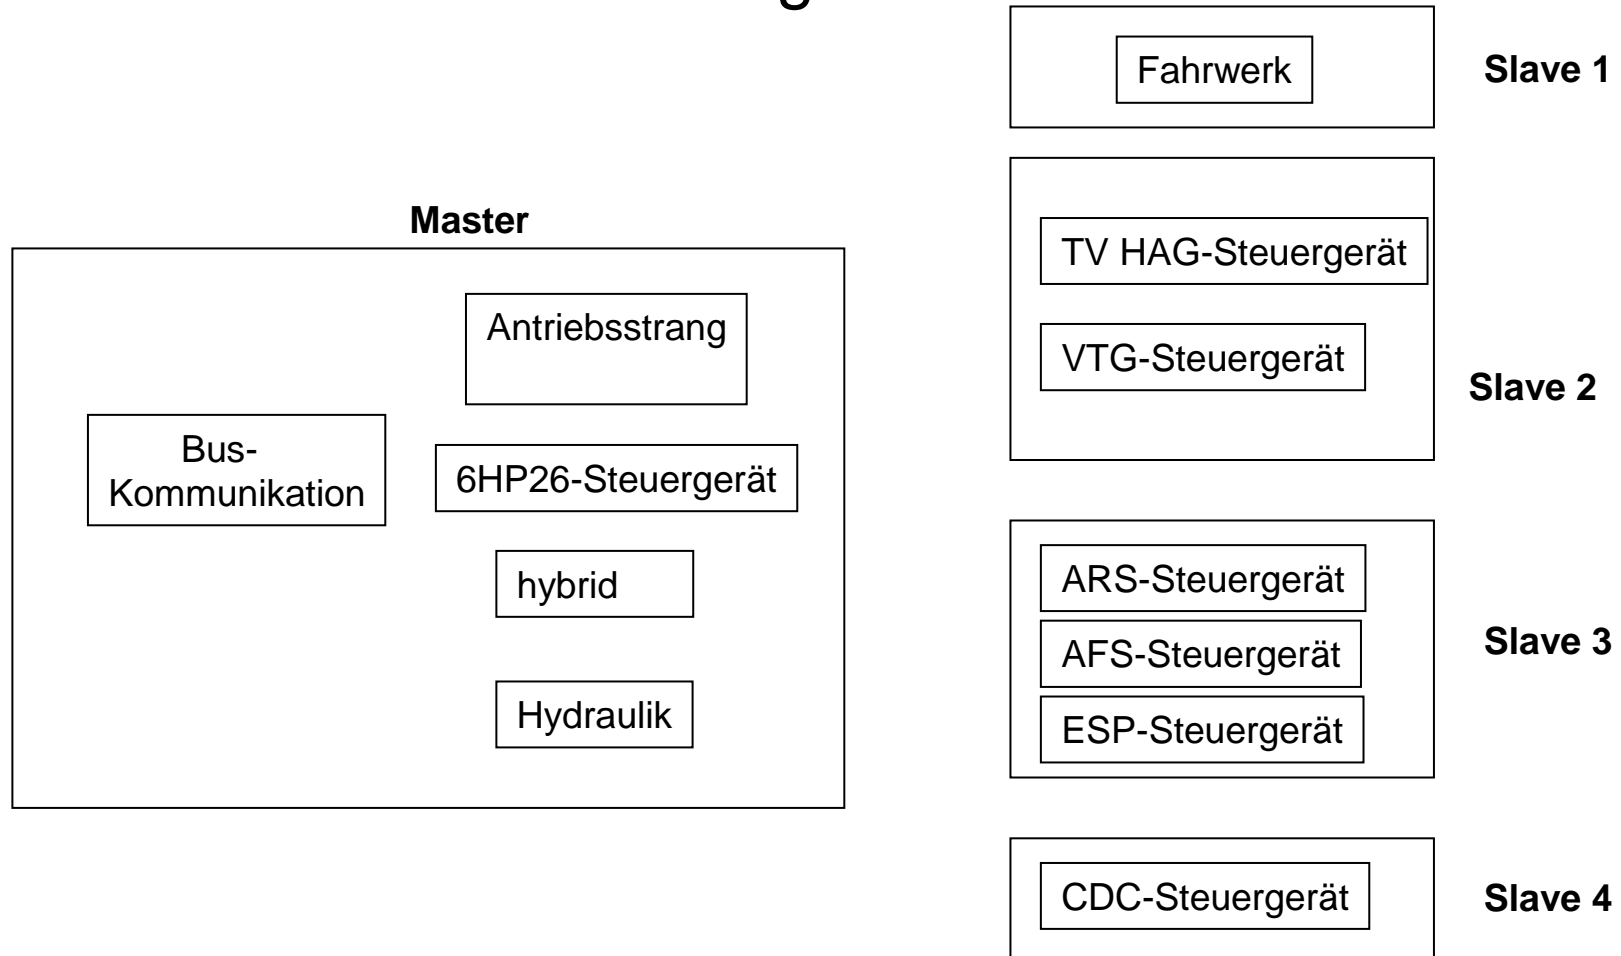 Master
Antriebsstrang
Bus-
Kommunikation
6HP26-Steuergerät
hybrid
Hydraulik
Fahrwerk
Slave 1
TV HAG-Steuergerät
VTG-Steuergerät
Slave 2
ARS-Steuergerät
AFS-Steuergerät
ESP-Steuergerät
Slave 3
CDC-Steuergerät
Slave 4